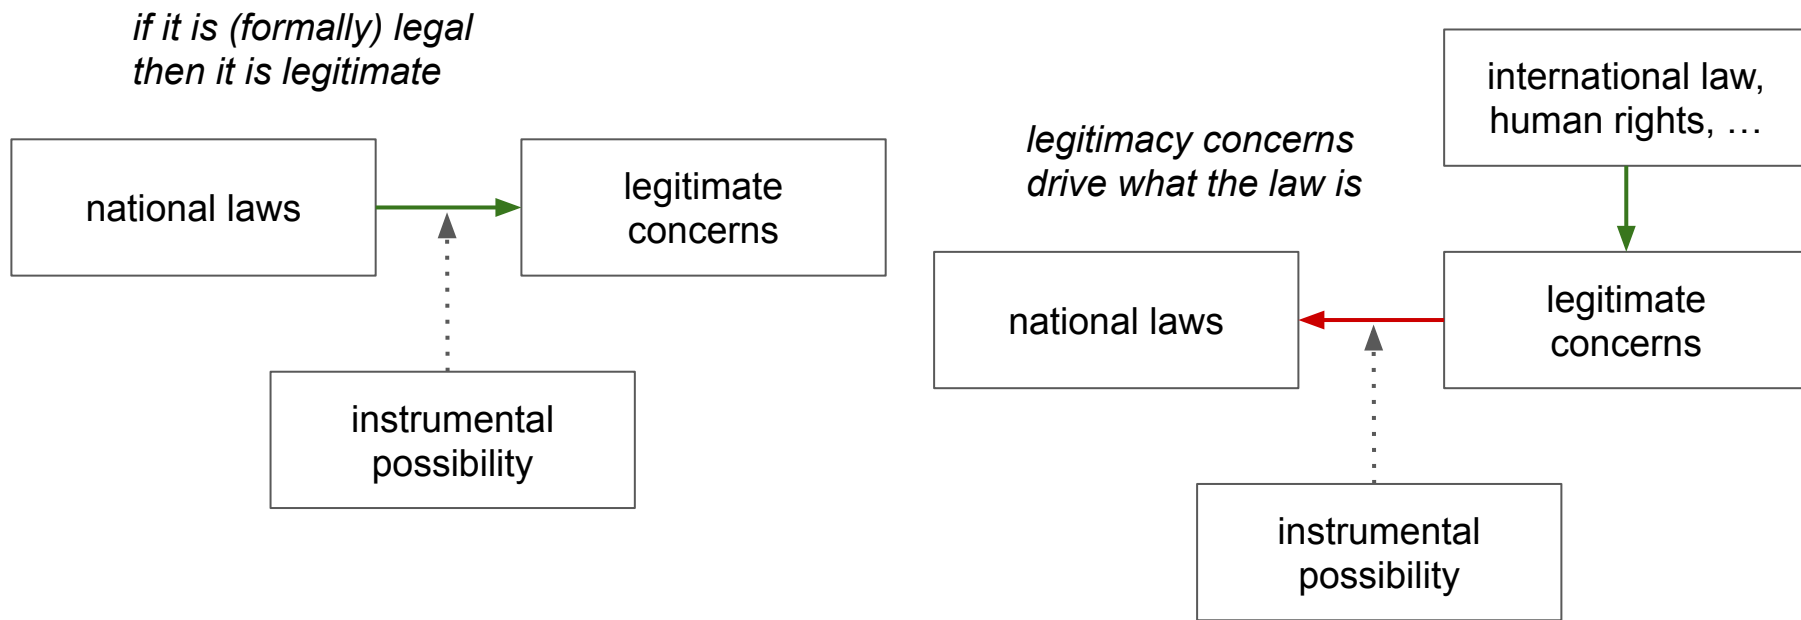 if it is (formally) legal
then it is legitimate
national laws
legitimate
concerns
instrumental
possibility
international law,
human rights, …
legitimacy concerns
drive what the law is
national laws
legitimate
concerns
instrumental
possibility